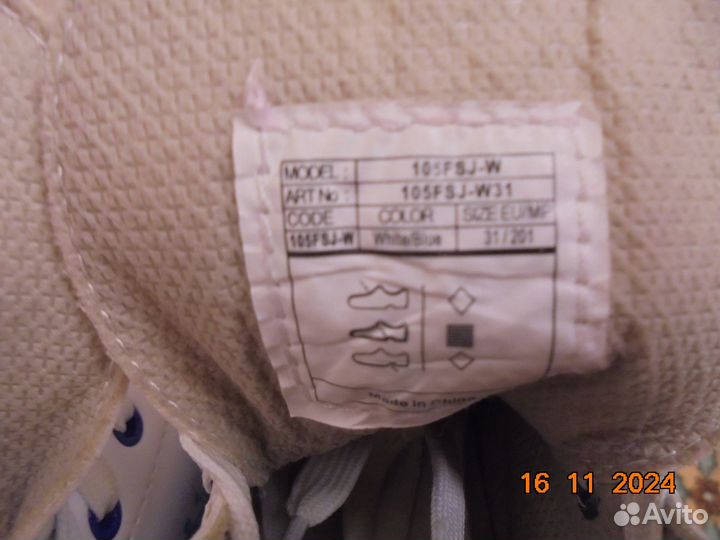 MODEL : 105FSJ-W
ART No : 105FSJ-W31
CODE COLOR SIZE EU/MP
105FSJ-W White/Blue 31/201
Made in China
16 11 2024
Avito